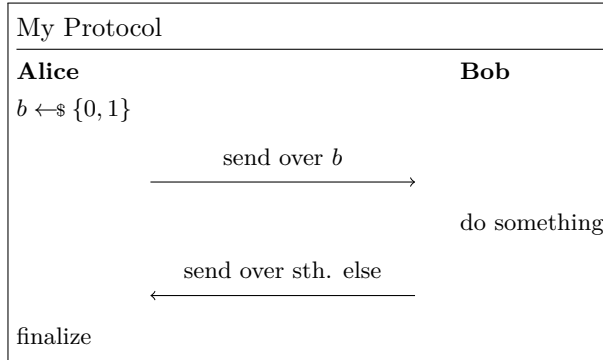 My Protocol
Alice Bob
b ←$ {0, 1}
send over b
do something
send over sth. else
finalize